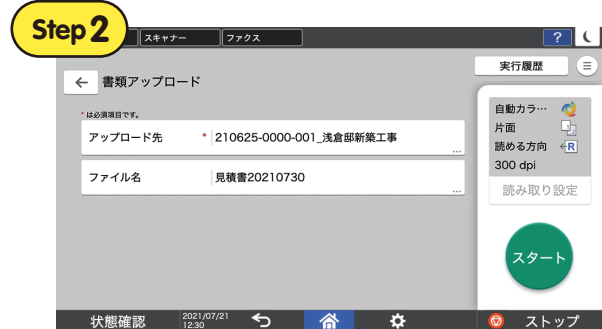 Step2
スキャナー ファクス ?
書類アップロード
実行履歴
* は必須項目です。
アップロード先 * 210625-0000-001_浅倉邸新築工事 ...
ファイル名 見積書20210730 ...
自動カラ…
片面
読める方向 R
300 dpi
読み取り設定
スタート
状態確認 2021/07/21
12:30
ストップ